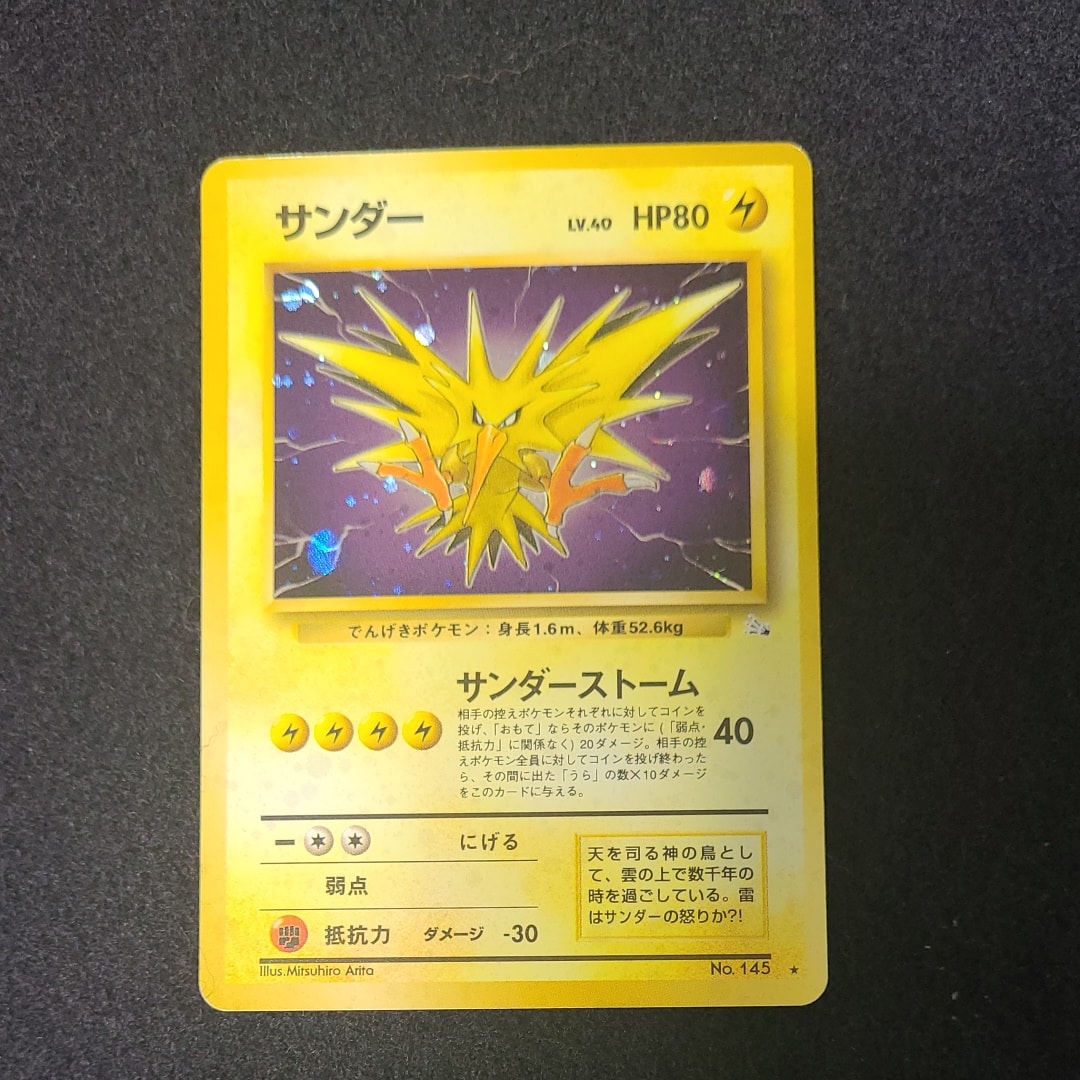 サンダー LV.40 HP80
でんげきポケモン：身長1.6m、体重52.6kg
サンダーストーム
相手の控えポケモンそれぞれに対してコインを
投げ、「おもて」ならそのポケモンに（「弱点・
抵抗力」に関係なく）20ダメージ。相手の控
えポケモン全員に対してコインを投げ終わった
ら、その間に出た「うら」の数×10ダメージ
をこのカードに与える。
40
にげる
弱点
抵抗力 ダメージ -30
天を司る神の鳥とし
て、雲の上で数千年の
時を過ごしている。雷
はサンダーの怒りか?!
Illus.Mitsuhiro Arita
No. 145 ★